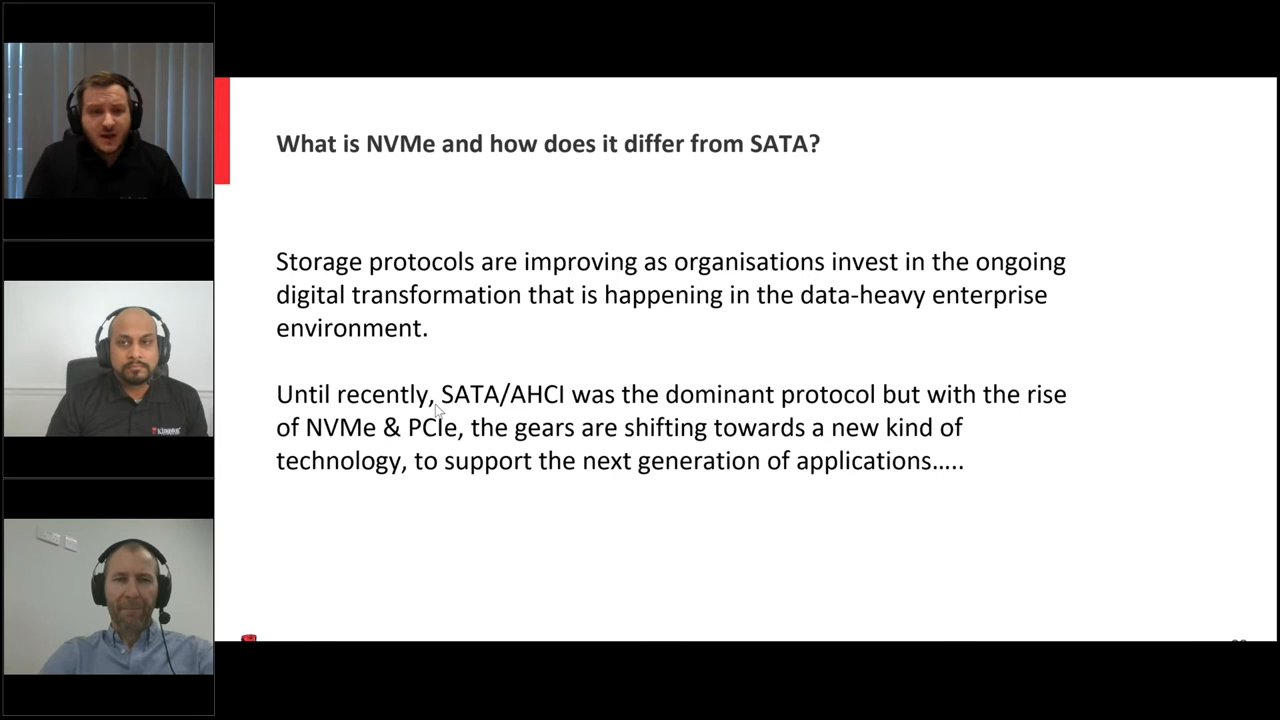 What is NVMe and how does it differ from SATA?
Storage protocols are improving as organisations invest in the ongoing
digital transformation that is happening in the data-heavy enterprise
environment.
Until recently, SATA/AHCI was the dominant protocol but with the rise
of NVMe & PCIe, the gears are shifting towards a new kind of
technology, to support the next generation of applications.....